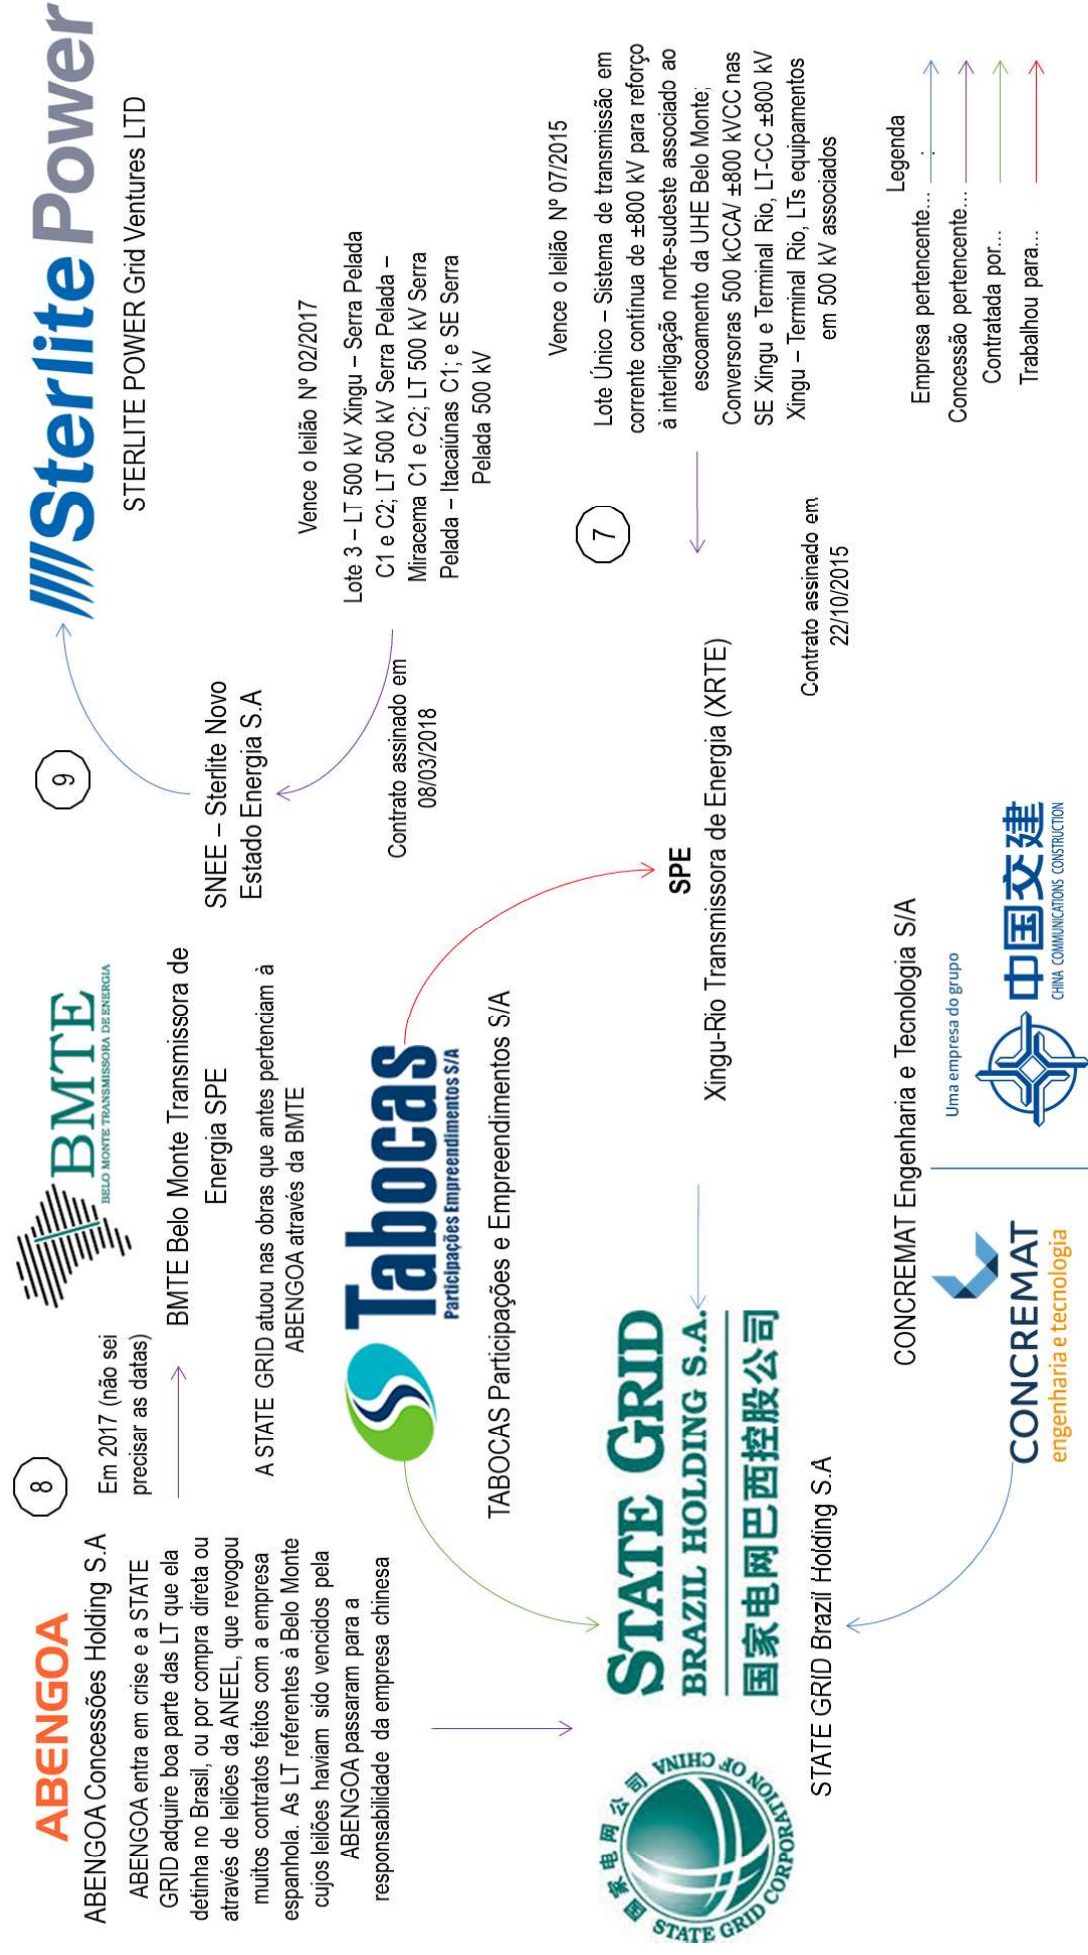 8
ABENGOA
ABENGOA Concessões Holding S.A
ABENGOA entra em crise e a STATE
GRID adquire boa parte das LT que ela
detinha no Brasil, ou por compra direta ou
através de leilões da ANEEL, que revogou
muitos contratos feitos com a empresa
espanhola. As LT referentes à Belo Monte
cujos leilões haviam sido vencidos pela
ABENGOA passaram para a
responsabilidade da empresa chinesa
Em 2017 (não sei
precisar as datas)
BMTE
BELO MONTE TRANSMISSORA DE ENERGIA
BMTE Belo Monte Transmissora de
Energia SPE
A STATE GRID atuou nas obras que antes pertenciam à
ABENGOA através da BMTE
9
SNEE – Sterlite Novo
Estado Energia S.A
Sterlite Power
STERLITE POWER Grid Ventures LTD
Vence o leilão Nº 02/2017
Lote 3 – LT 500 kV Xingu – Serra Pelada
C1 e C2; LT 500 kV Serra Pelada –
Miracema C1 e C2; LT 500 kV Serra
Pelada – Itacaiúnas C1; e SE Serra
Pelada 500 kV
Contrato assinado em
08/03/2018
Tabocas
Participações Empreendimentos S/A
TABOCAS Participações e Empreendimentos S/A
国家电网公司
STATE GRID CORPORATION OF CHINA
STATE GRID
BRAZIL HOLDING S.A.
国家电网巴西控股公司
STATE GRID Brazil Holding S.A
SPE
Xingu-Rio Transmissora de Energia (XRTE)
7
Vence o leilão Nº 07/2015
Lote Único – Sistema de transmissão em
corrente contínua de ±800 kV para reforço
à interligação norte-sudeste associado ao
escoamento da UHE Belo Monte;
Conversoras 500 kCCA/ ±800 kVCC nas
SE Xingu e Terminal Rio, LT-CC ±800 kV
Xingu – Terminal Rio, LTs equipamentos
em 500 kV associados
Contrato assinado em
22/10/2015
CONCREMAT Engenharia e Tecnologia S/A
CONCREMAT
engenharia e tecnologia
Uma empresa do grupo
中国交建
CHINA COMMUNICATIONS CONSTRUCTION
Legenda
Empresa pertencente...
Concessão pertencente...
Contratada por...
Trabalhou para...